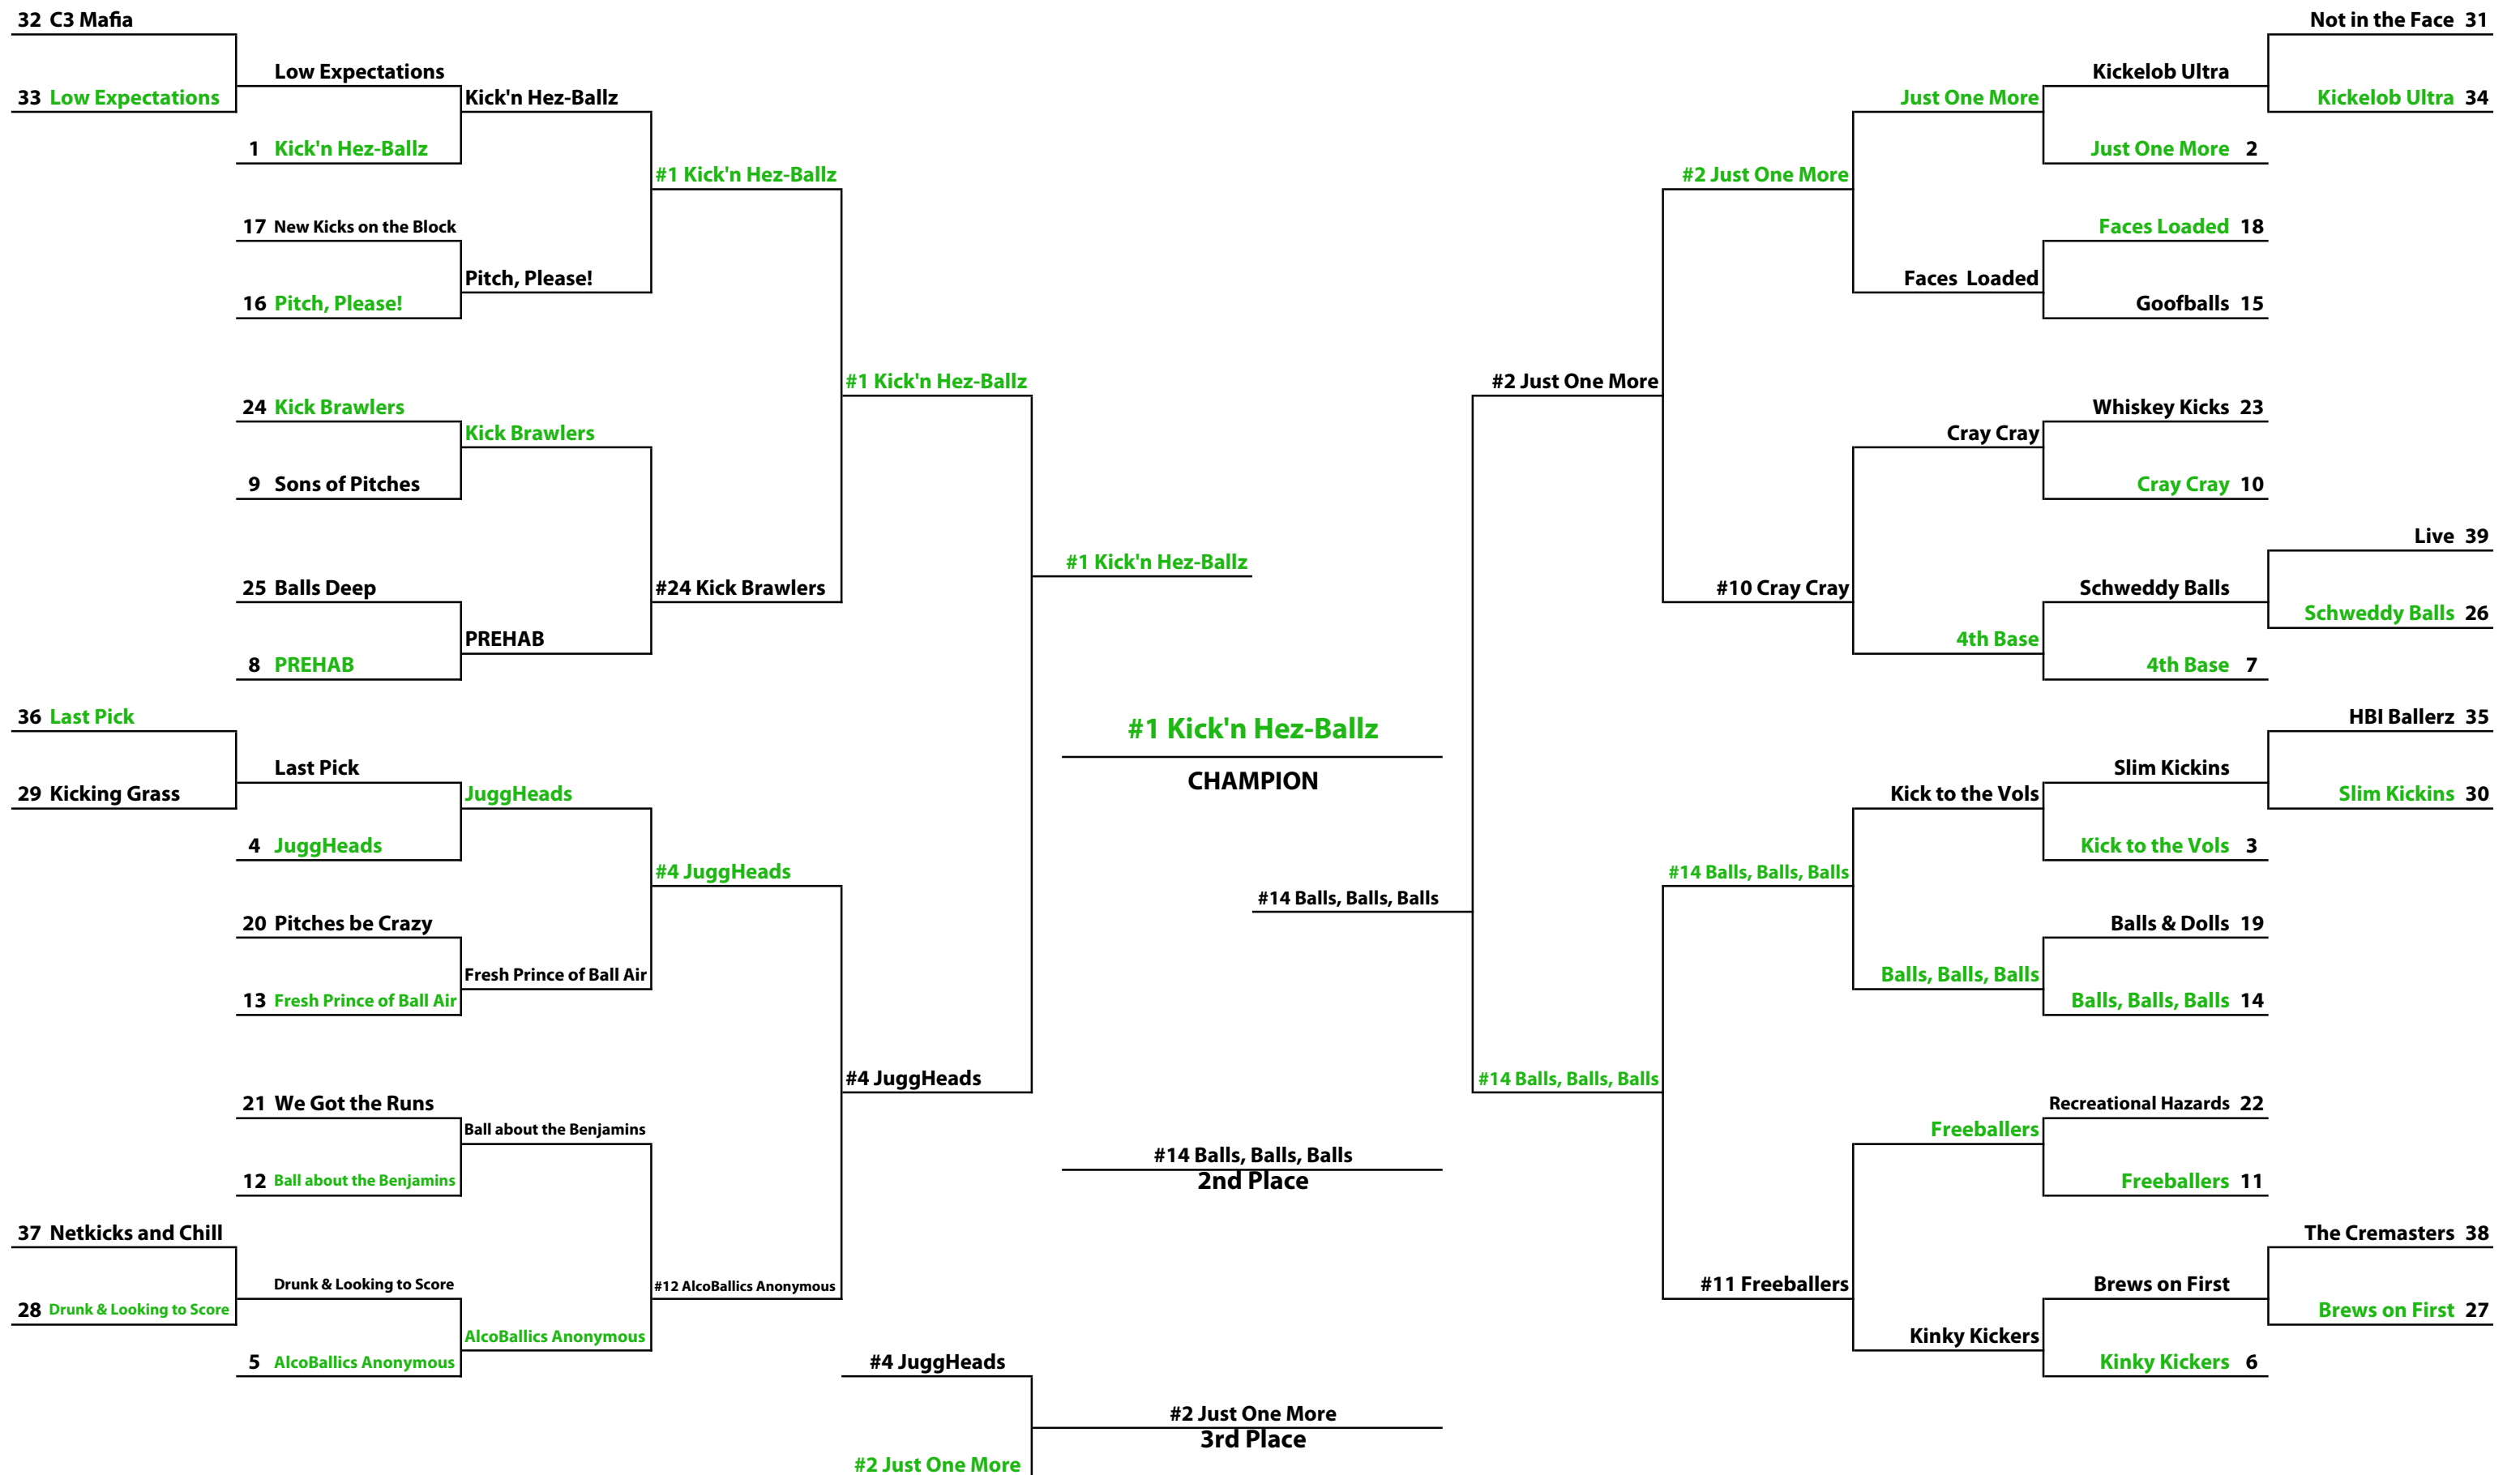 32 C3 Mafia
33 Low Expectations
Low Expectations
1 Kick'n Hez-Ballz
Kick'n Hez-Ballz
17 New Kicks on the Block
16 Pitch, Please!
Pitch, Please!
#1 Kick'n Hez-Ballz
24 Kick Brawlers
9 Sons of Pitches
Kick Brawlers
25 Balls Deep
8 PREHAB
PREHAB
#24 Kick Brawlers
#1 Kick'n Hez-Ballz
36 Last Pick
29 Kicking Grass
Last Pick
4 JuggHeads
JuggHeads
20 Pitches be Crazy
13 Fresh Prince of Ball Air
Fresh Prince of Ball Air
#4 JuggHeads
21 We Got the Runs
12 Ball about the Benjamins
Ball about the Benjamins
37 Netkicks and Chill
28 Drunk & Looking to Score
Drunk & Looking to Score
5 AlcoBallics Anonymous
AlcoBallics Anonymous
#12 AlcoBallics Anonymous
#4 JuggHeads
#1 Kick'n Hez-Ballz
#1 Kick'n Hez-Ballz
CHAMPION
#14 Balls, Balls, Balls
#14 Balls, Balls, Balls
2nd Place
#4 JuggHeads
#2 Just One More
#2 Just One More
3rd Place
Not in the Face 31
Kickelob Ultra 34
Kickelob Ultra
Just One More 2
Just One More
Faces Loaded 18
Goofballs 15
Faces Loaded
#2 Just One More
Whiskey Kicks 23
Cray Cray 10
Cray Cray
Live 39
Schweddy Balls 26
Schweddy Balls
4th Base 7
4th Base
#10 Cray Cray
#2 Just One More
HBI Ballerz 35
Slim Kickins 30
Slim Kickins
Kick to the Vols 3
Kick to the Vols
Balls & Dolls 19
Balls, Balls, Balls 14
Balls, Balls, Balls
#14 Balls, Balls, Balls
Recreational Hazards 22
Freeballers 11
Freeballers
The Cremasters 38
Brews on First 27
Brews on First
Kinky Kickers 6
Kinky Kickers
#11 Freeballers
#14 Balls, Balls, Balls